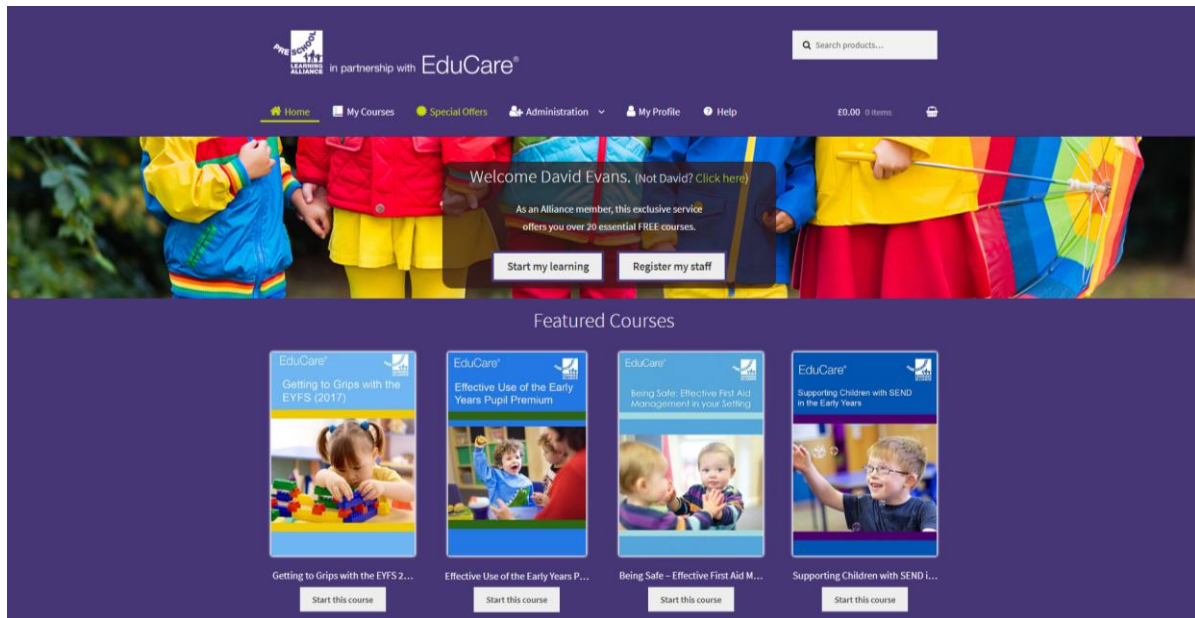 PRE SCHOOL
LEARNING
ALLIANCE
in partnership with EduCare®
Search products...
Home My Courses Special Offers Administration My Profile Help £0.00 0 items
Welcome David Evans. (Not David? Click here)
As an Alliance member, this exclusive service
offers you over 20 essential FREE courses.
Start my learning Register my staff
Featured Courses
EduCare®
Getting to Grips with the
EYFS (2017)
EduCare®
Effective Use of the Early
Years Pupil Premium
EduCare®
Being Safe: Effective First Aid
Management in your Setting
EduCare®
Supporting Children with SEND
in the Early Years
Getting to Grips with the EYFS 2... Effective Use of the Early Years P... Being Safe – Effective First Aid M... Supporting Children with SEND i...
Start this course Start this course Start this course Start this course